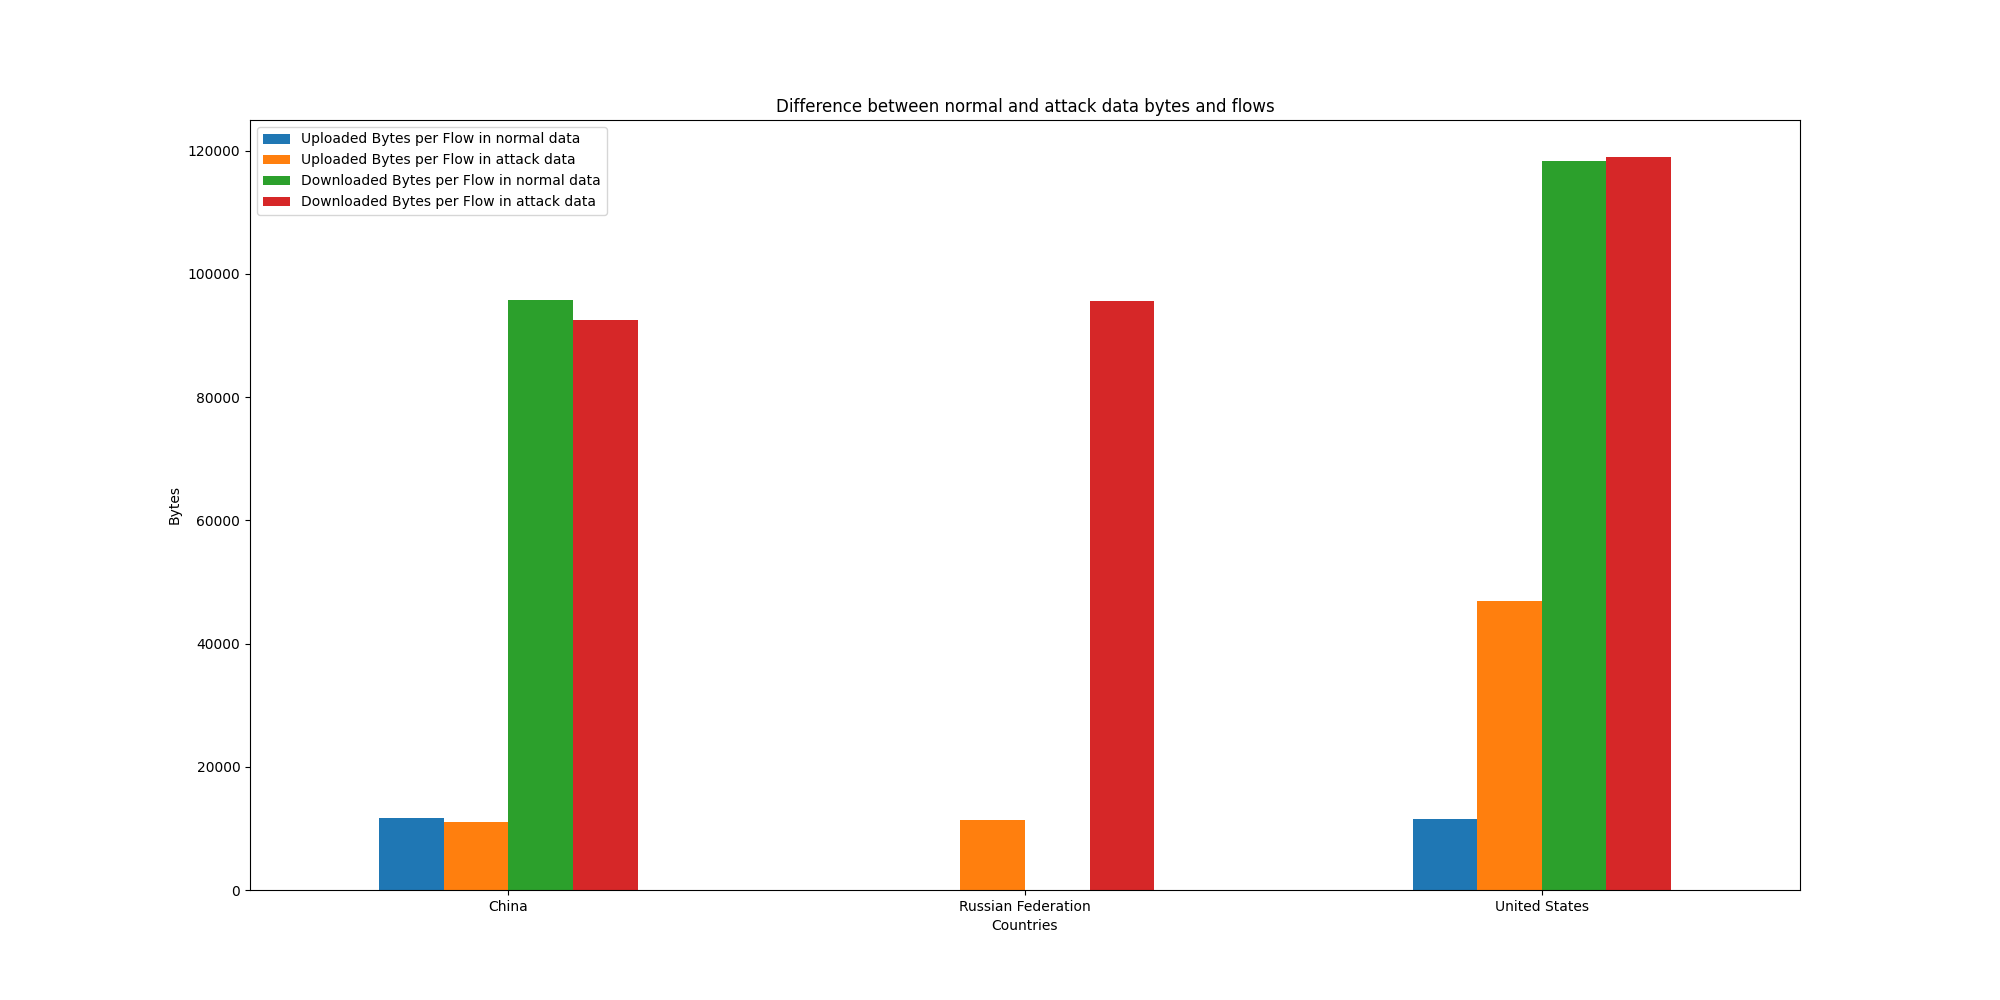 Difference between normal and attack data bytes and flows
Uploaded Bytes per Flow in normal data
Uploaded Bytes per Flow in attack data
Downloaded Bytes per Flow in normal data
Downloaded Bytes per Flow in attack data
120000
100000
80000
60000
40000
20000
0
Bytes
China
Russian Federation
United States
Countries